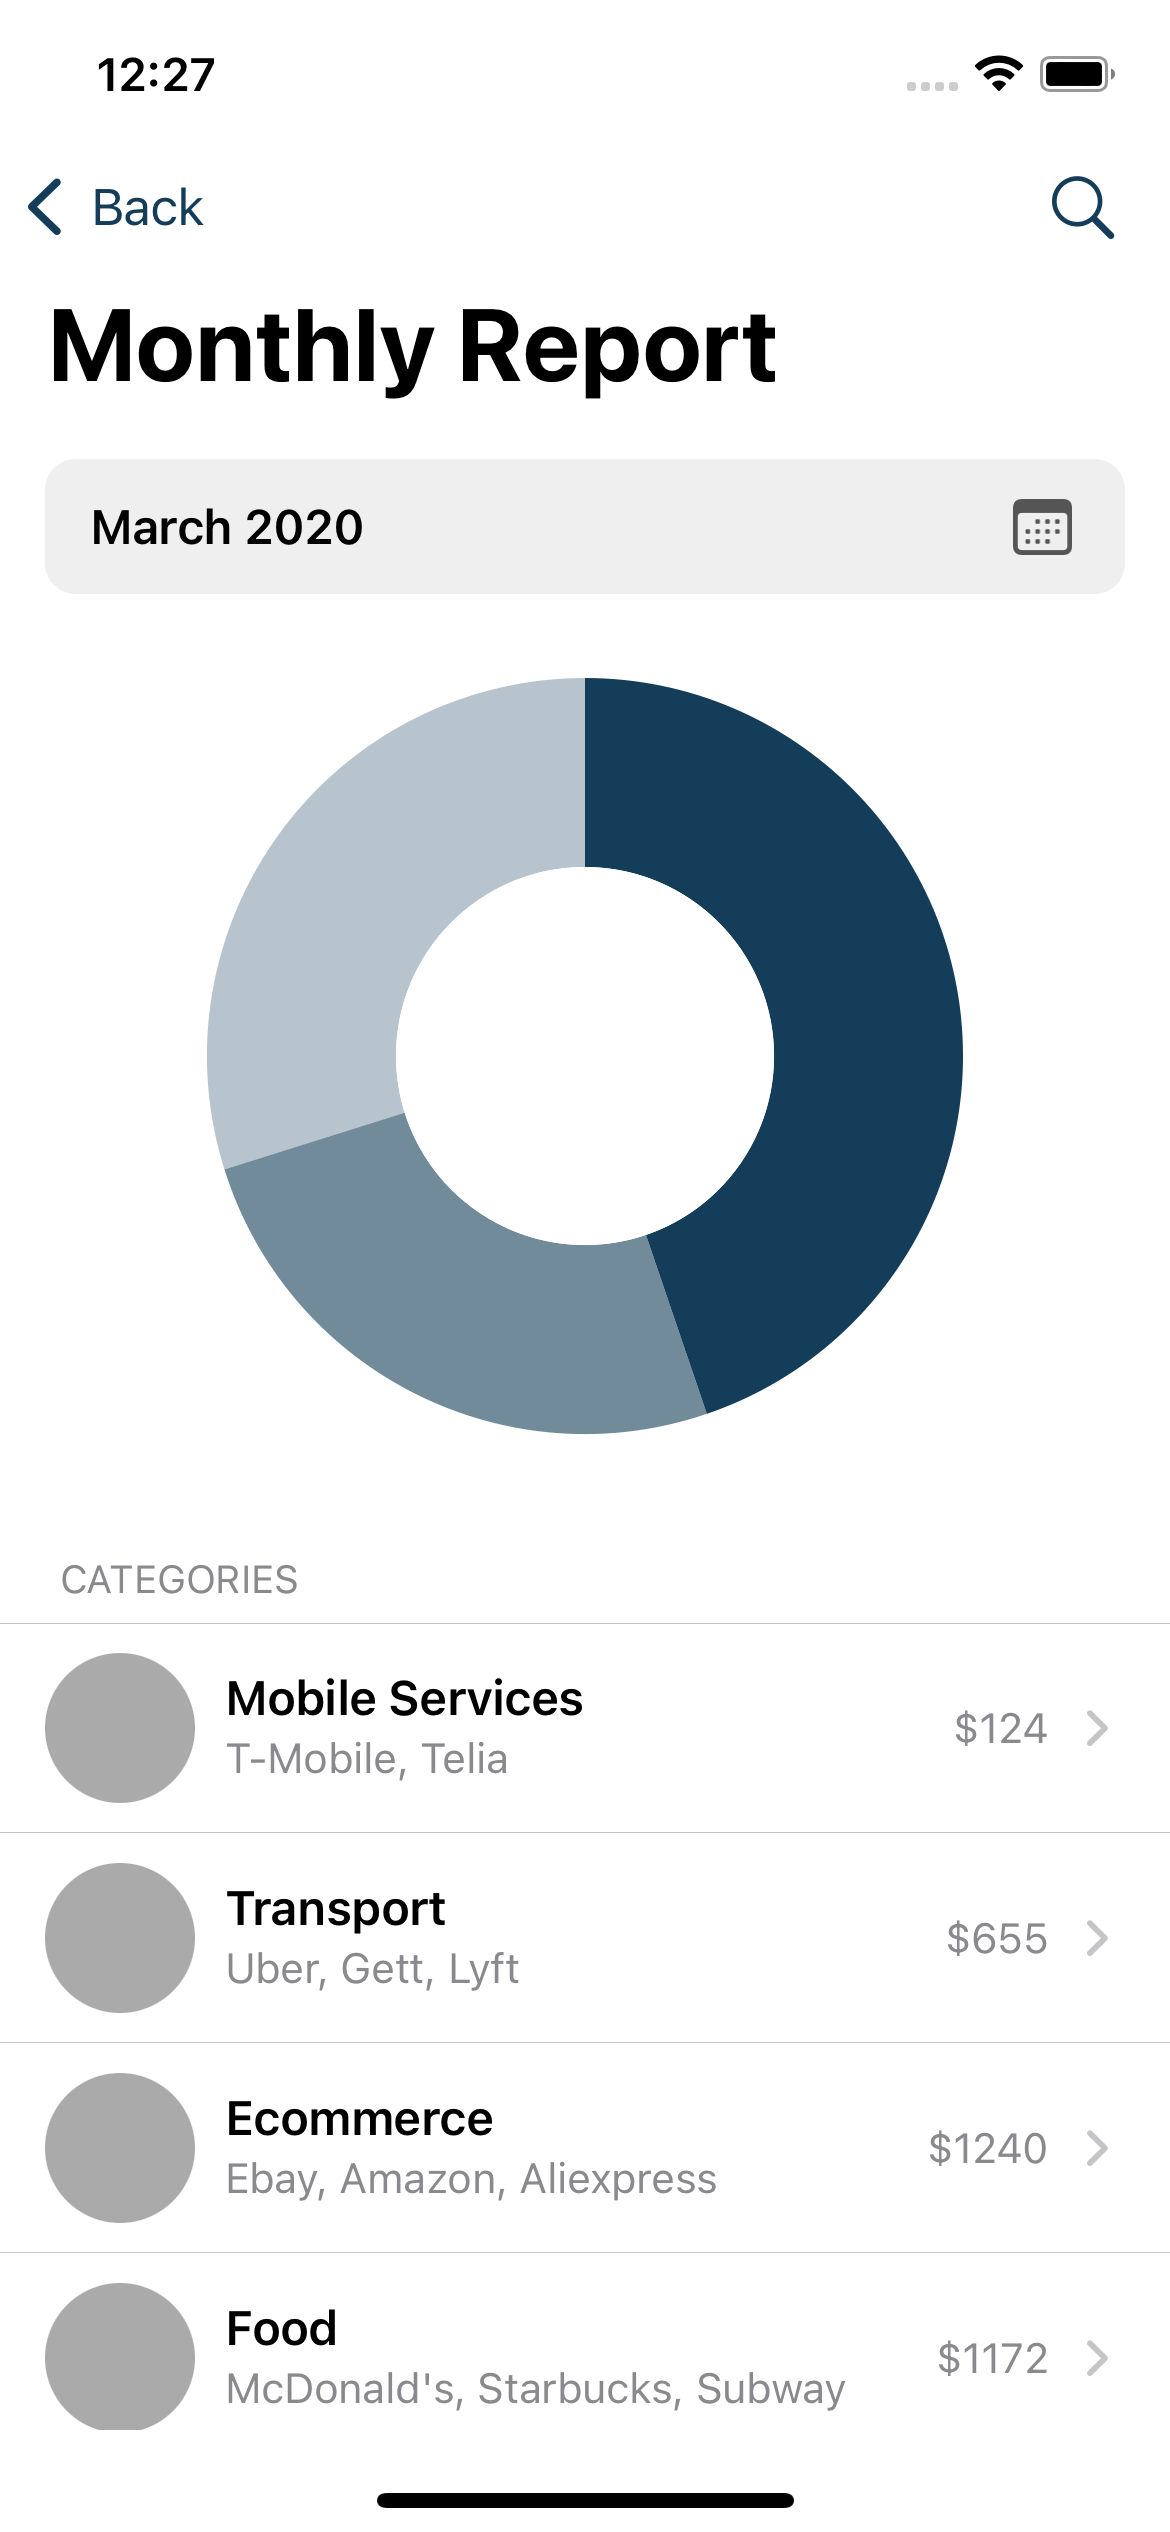 12:27
Back
Monthly Report
March 2020
CATEGORIES
Mobile Services
T-Mobile, Telia
$124
Transport
Uber, Gett, Lyft
$655
Ecommerce
Ebay, Amazon, Aliexpress
$1240
Food
McDonald's, Starbucks, Subway
$1172